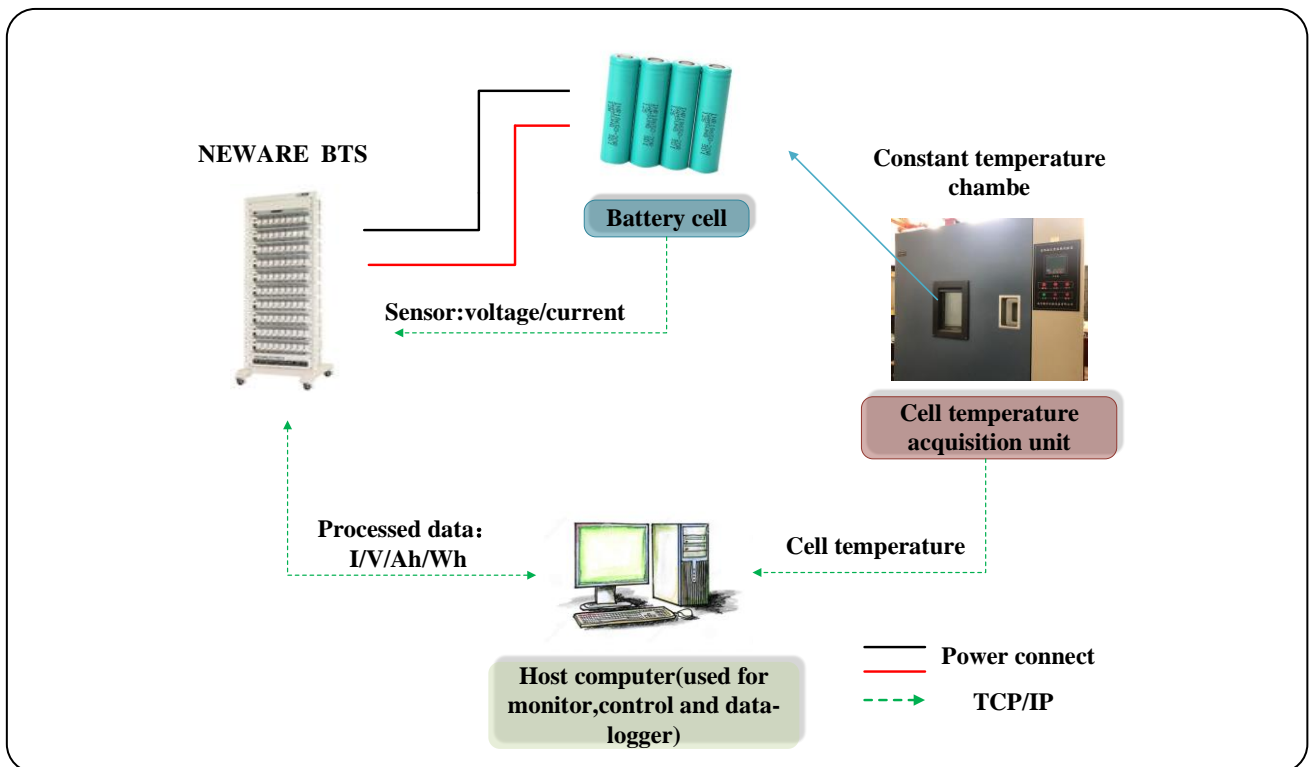 NEWARE BTS
Battery cell
Constant temperature
chambe
Sensor:voltage/current
Cell temperature
acquisition unit
Processed data：
I/V/Ah/Wh
Cell temperature
Host computer(used for
monitor,control and data-
logger)
Power connect
TCP/IP